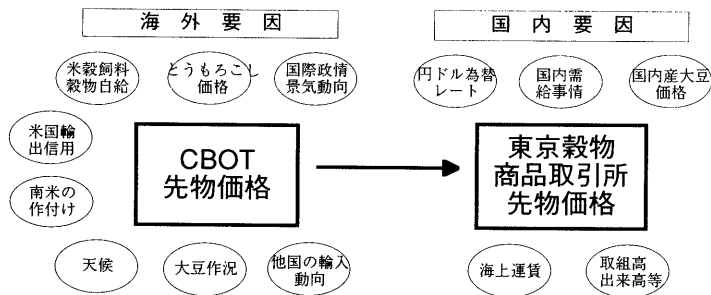 海外要因
国内要因
米穀飼料
穀物自給
とうもろこし
価格
国際政情
景気動向
円ドル為替
レート
国内需
給事情
国内産大豆
価格
米国輸
出信用
南米の
作付け
CBOT
先物価格
東京穀物
商品取引所
先物価格
天候
大豆作況
他国の輸入
動向
海上運賃
取組高
出来高等